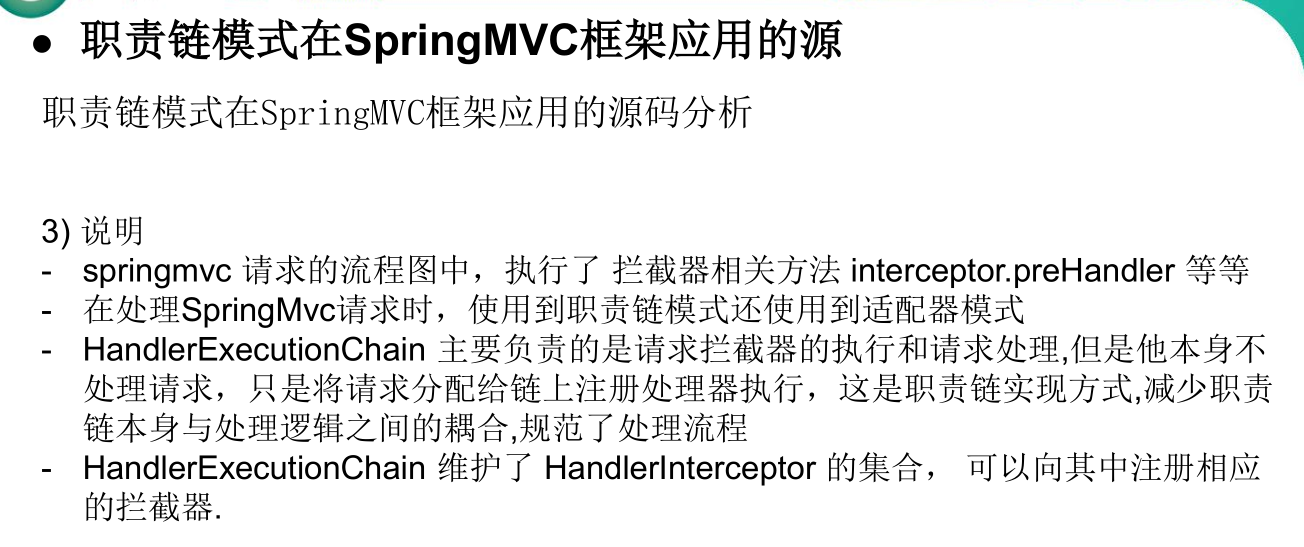 ● 职责链模式在SpringMVC框架应用的源
职责链模式在SpringMVC框架应用的源码分析
3) 说明
- springmvc 请求的流程图中，执行了 拦截器相关方法 interceptor.preHandler 等等
- 在处理SpringMvc请求时，使用到职责链模式还使用到适配器模式
- HandlerExecutionChain 主要负责的是请求拦截器的执行和请求处理,但是他本身不
处理请求，只是将请求分配给链上注册处理器执行，这是职责链实现方式,减少职责
链本身与处理逻辑之间的耦合,规范了处理流程
- HandlerExecutionChain 维护了 HandlerInterceptor 的集合， 可以向其中注册相应
的拦截器.